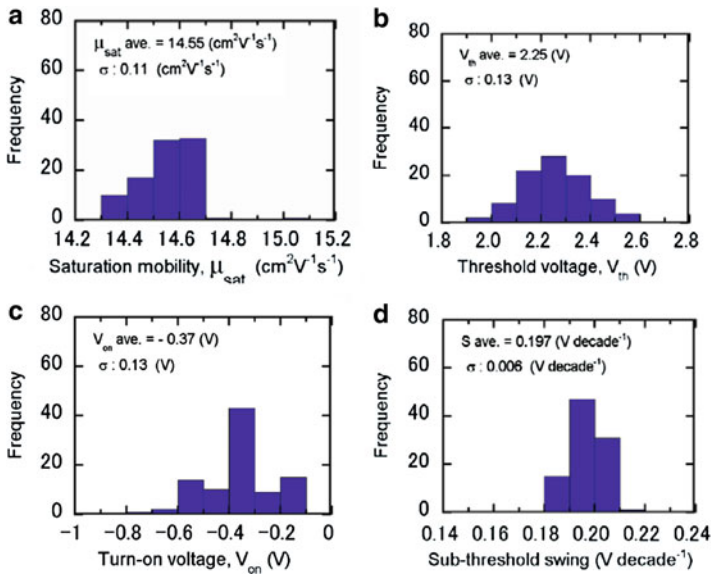 a
μsat ave. = 14.55 (cm²V⁻¹s⁻¹)
σ : 0.11 (cm²V⁻¹s⁻¹)
Frequency
80
60
40
20
0
14.2 14.4 14.6 14.8 15.0 15.2
Saturation mobility, μsat (cm²V⁻¹s⁻¹)
b
Vth ave. = 2.25 (V)
σ : 0.13 (V)
Frequency
80
60
40
20
0
1.8 2.0 2.2 2.4 2.6 2.8
Threshold voltage, Vth (V)
c
Von ave. = - 0.37 (V)
σ : 0.13 (V)
Frequency
80
60
40
20
0
−1 −0.8 −0.6 −0.4 −0.2 0
Turn-on voltage, Von (V)
d
S ave. = 0.197 (V decade⁻¹)
σ : 0.006 (V decade⁻¹)
Frequency
80
60
40
20
0
0.14 0.16 0.18 0.20 0.22 0.24
Sub-threshold swing (V decade⁻¹)